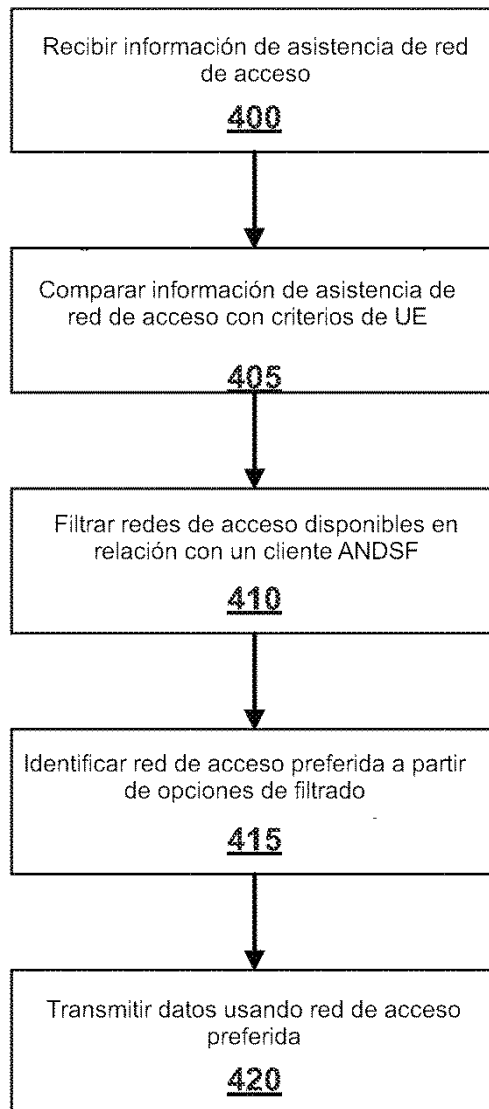 Recibir información de asistencia de red
de acceso
400
Comparar información de asistencia de
red de acceso con criterios de UE
405
Filtrar redes de acceso disponibles en
relación con un cliente ANDSF
410
Identificar red de acceso preferida a partir
de opciones de filtrado
415
Transmitir datos usando red de acceso
preferida
420